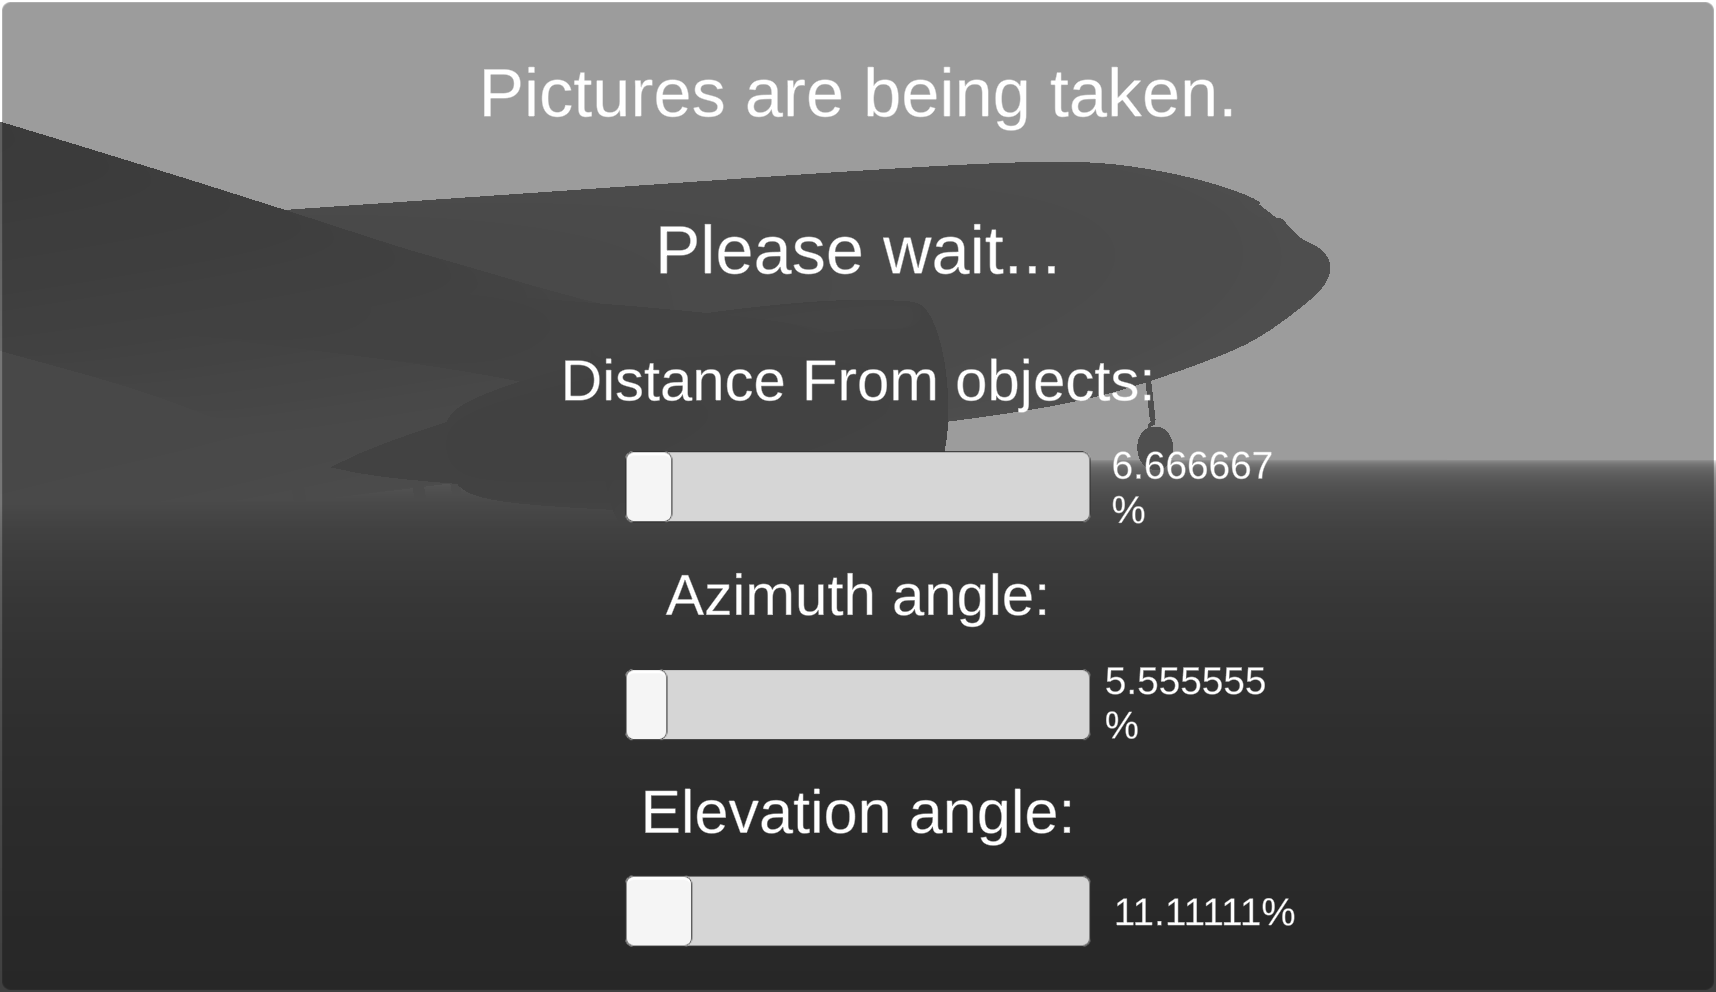 Pictures are being taken.
Please wait...
Distance From objects:
6.666667
%
Azimuth angle:
5.555555
%
Elevation angle:
11.11111%